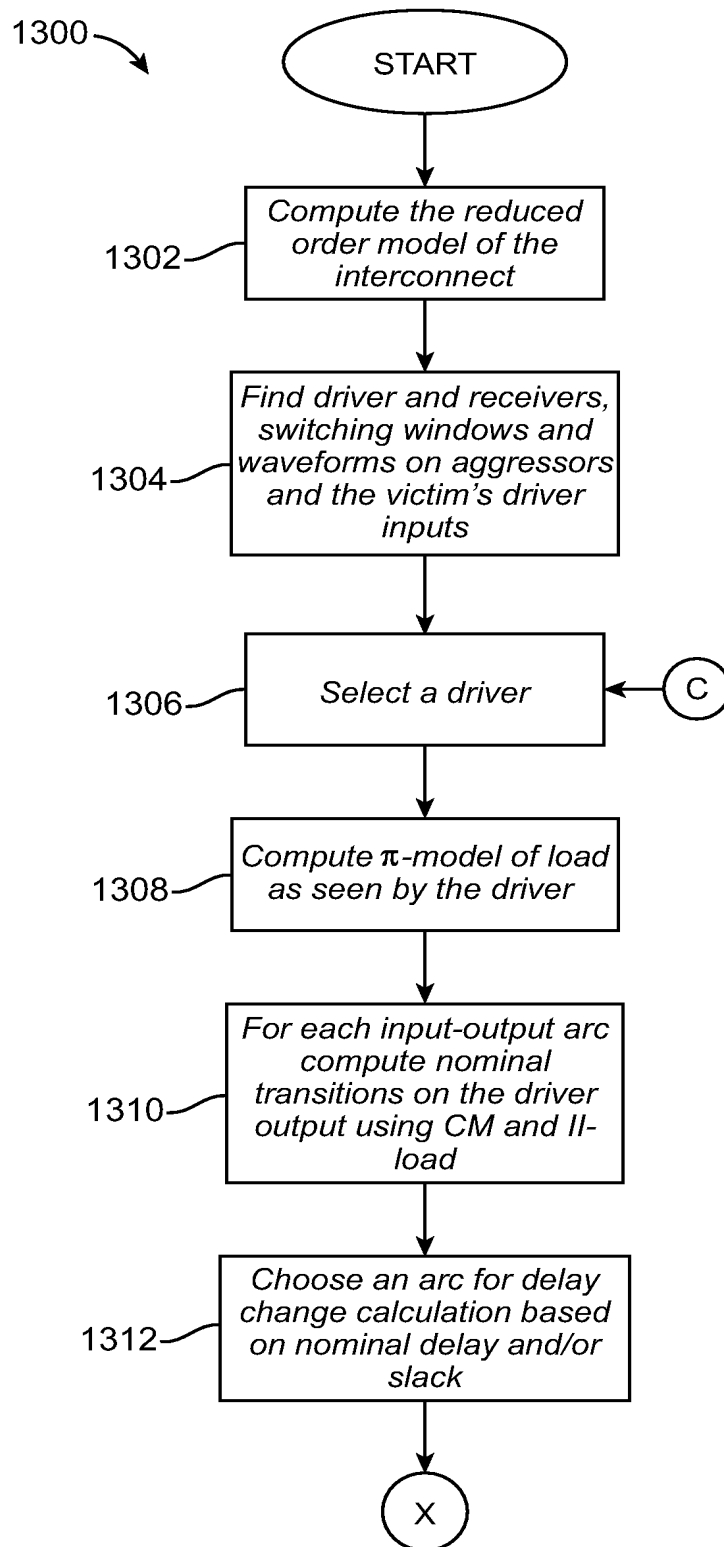 1300
START
Compute the reduced
order model of the
interconnect
1302
Find driver and receivers,
switching windows and
waveforms on aggressors
and the victim's driver
inputs
1304
Select a driver
C
1306
Compute π-model of load
as seen by the driver
1308
For each input-output arc
compute nominal
transitions on the driver
output using CM and II-
load
1310
Choose an arc for delay
change calculation based
on nominal delay and/or
slack
1312
X